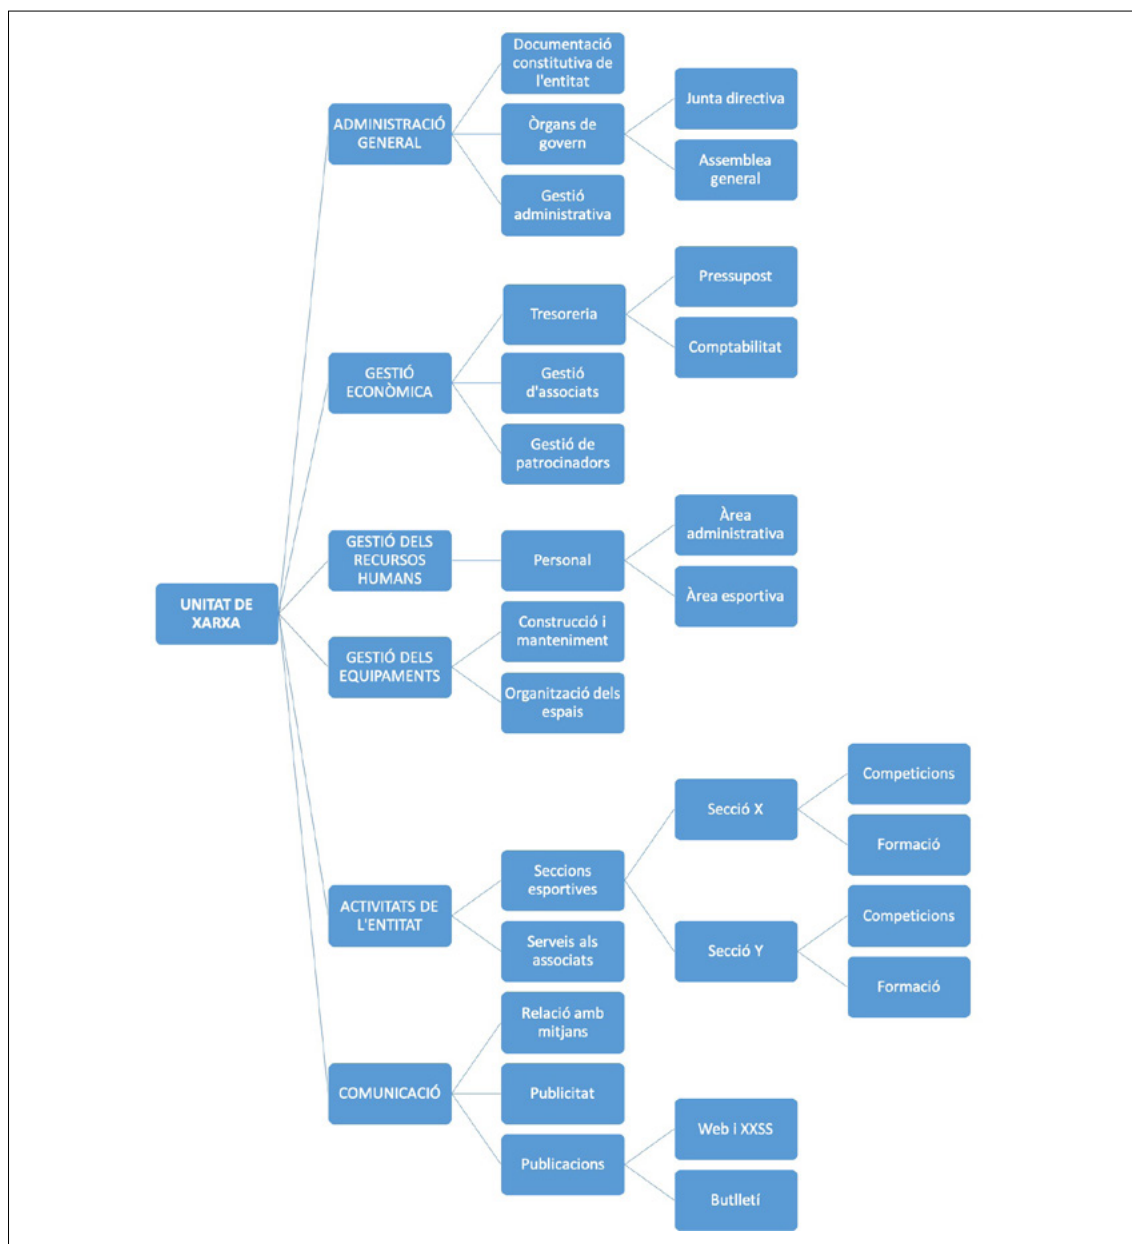 UNITAT DE
XARXA
ADMINISTRACIÓ
GENERAL
Documentació
constitutiva de
l'entitat
Òrgans de
govern
Junta directiva
Assemblea
general
Gestió
administrativa
GESTIÓ
ECONÒMICA
Tresoreria
Pressupost
Comptabilitat
Gestió
d'associats
Gestió de
patrocinadors
GESTIÓ DELS
RECURSOS
HUMANS
Personal
Àrea
administrativa
Àrea esportiva
GESTIÓ DELS
EQUIPAMENTS
Construcció i
manteniment
Organització dels
espais
ACTIVITATS DE
L'ENTITAT
Seccions
esportives
Secció X
Competicions
Formació
Secció Y
Competicions
Formació
Serveis als
associats
COMUNICACIÓ
Relació amb
mitjans
Publicitat
Publicacions
Web i XXSS
Butlletí